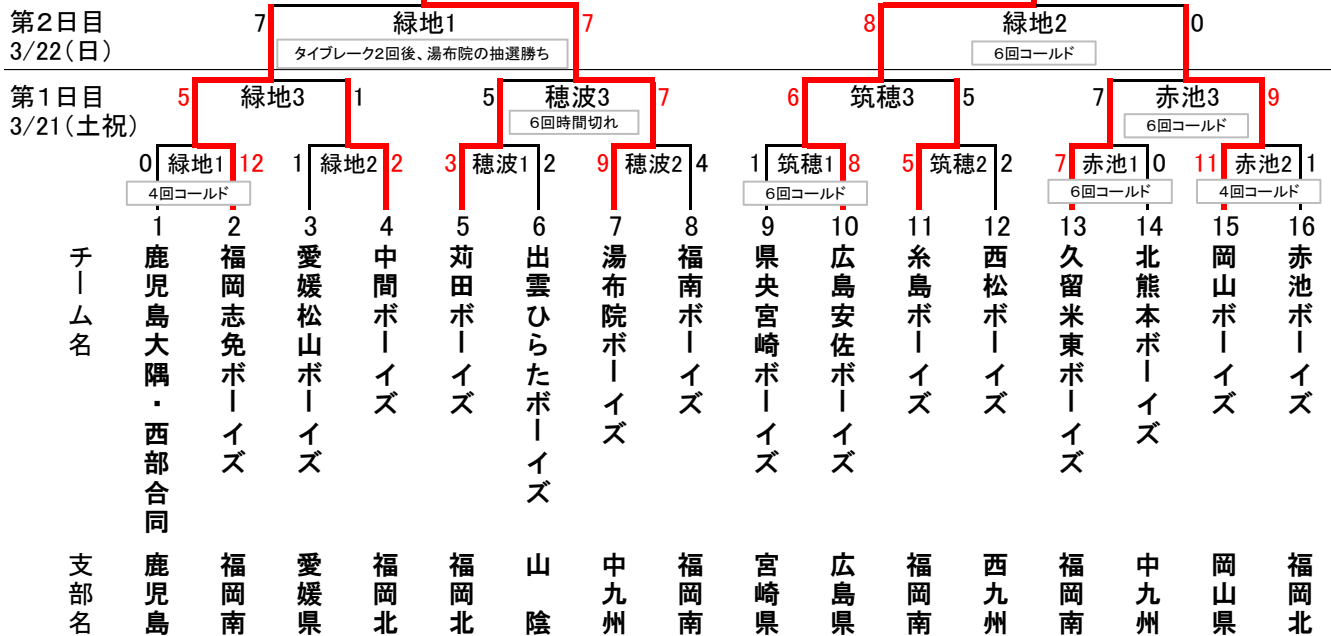 第2日目
3/22(日)
7 緑地1 7
タイブレーク2回後、湯布院の抽選勝ち
8 緑地2 0
6回コールド
第1日目
3/21(土祝)
5 緑地3 1
5 穂波3 7
6回時間切れ
6 筑穂3 5
7 赤池3 9
6回コールド
0 緑地1 12
4回コールド
1 緑地2 2
3 穂波1 2
9 穂波2 4
1 筑穂1 8
6回コールド
5 筑穂2 2
7 赤池1 0
6回コールド
11 赤池2 1
4回コールド
1 2 3 4 5 6 7 8 9 10 11 12 13 14 15 16
チーム名
鹿児島大隅・西部合同
福岡志免ボーイズ
愛媛松山ボーイズ
中間ボーイズ
苅田ボーイズ
出雲ひらたボーイズ
湯布院ボーイズ
福南ボーイズ
県央宮崎ボーイズ
広島安佐ボーイズ
糸島ボーイズ
西松ボーイズ
久留米東ボーイズ
北熊本ボーイズ
岡山ボーイズ
赤池ボーイズ
支部名
鹿児島
福岡南
愛媛県
福岡北
福岡北
山陰
中九州
福岡南
宮崎県
広島県
福岡南
西九州
福岡南
中九州
岡山県
福岡北